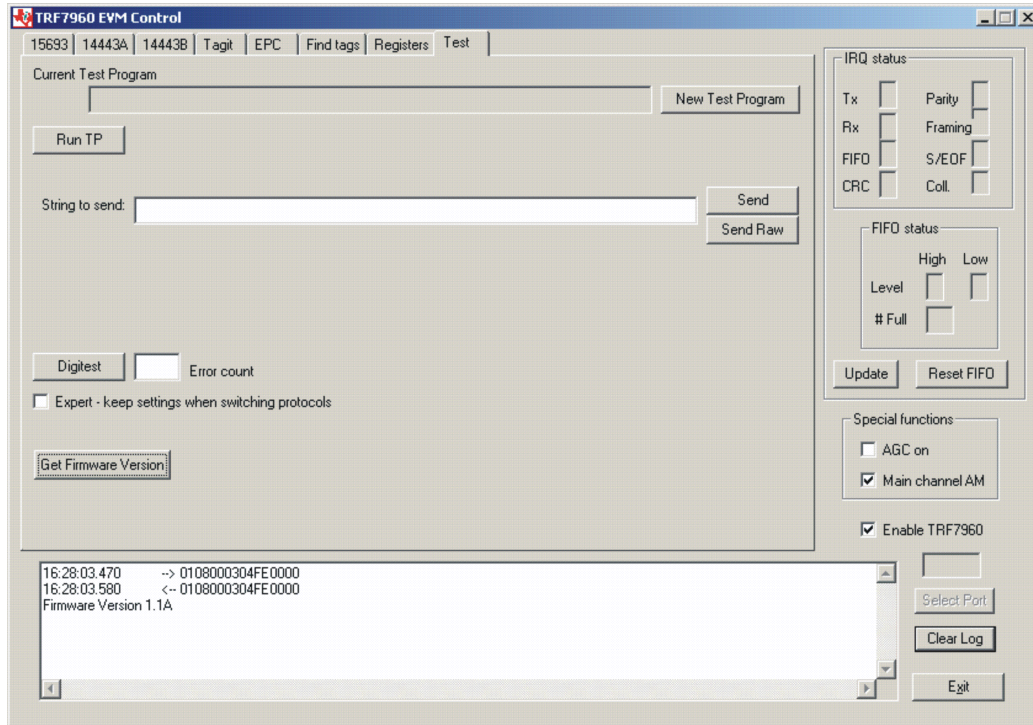 TRF7960 EVM Control
15693 14443A 14443B Tagit EPC Find tags Registers Test
Current Test Program
New Test Program
Run TP
String to send:
Send
Send Raw
Digitest
Error count
Expert - keep settings when switching protocols
Get Firmware Version
IRQ status
Tx Parity
Rx Framing
FIFO S/EOF
CRC Coll.
FIFO status
High Low
Level
# Full
Update Reset FIFO
Special functions
AGC on
Main channel AM
Enable TRF7960
Select Port
Clear Log
Exit
16:28:03.470 --> 0108000304FE0000
16:28:03.580 <-- 0108000304FE0000
Firmware Version 1.1A